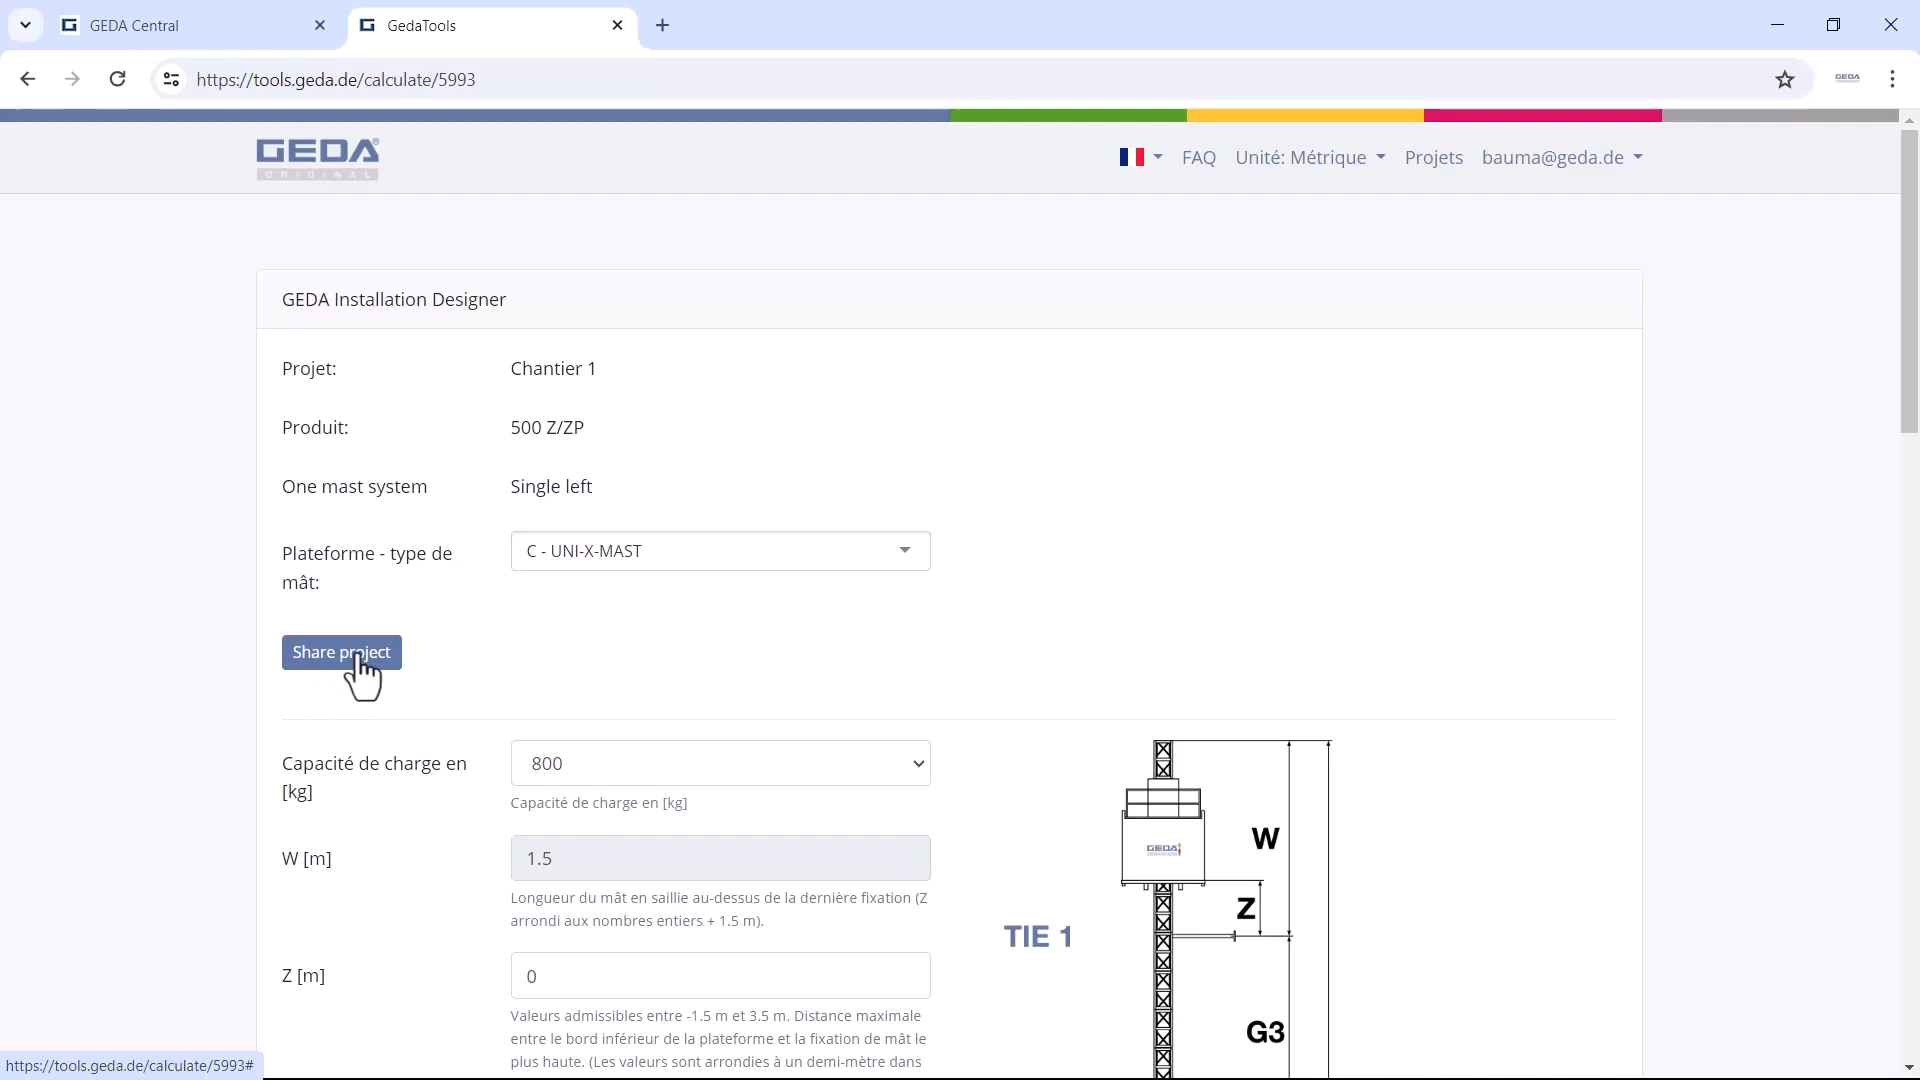 GEDA Central
GedaTools
https://tools.geda.de/calculate/5993
GEDA
GEDA®
ORIGINAL
FAQ
Unité: Métrique
Projets
bauma@geda.de
GEDA Installation Designer
Projet:
Chantier 1
Produit:
500 Z/ZP
One mast system
Single left
Plateforme - type de
mât:
C - UNI-X-MAST
Share project
Capacité de charge en
[kg]
800
Capacité de charge en [kg]
W [m]
1.5
Longueur du mât en saillie au-dessus de la dernière fixation (Z
arrondi aux nombres entiers + 1.5 m).
Z [m]
0
Valeurs admissibles entre -1.5 m et 3.5 m. Distance maximale
entre le bord inférieur de la plateforme et la fixation de mât le
plus haute. (Les valeurs sont arrondies à un demi-mètre dans
W
GEDA
Z
TIE 1
G3
https://tools.geda.de/calculate/5993#